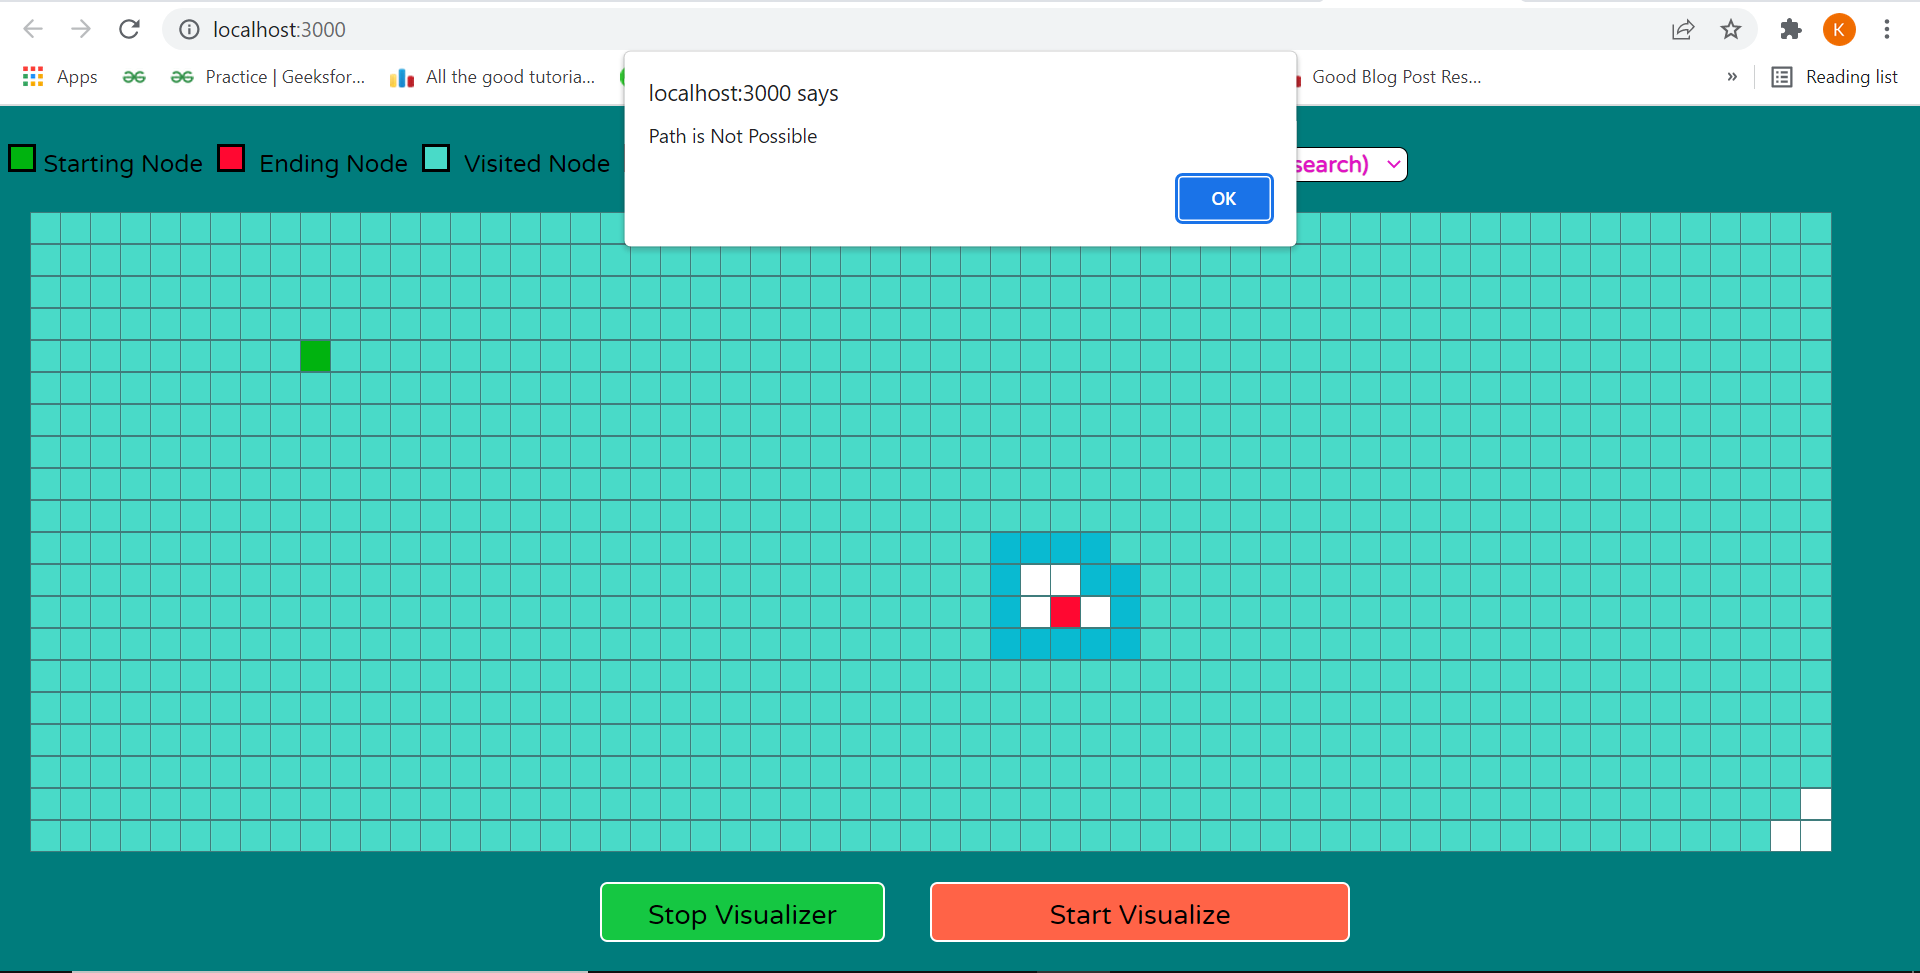 localhost:3000
K
Apps
Practice | Geeksfor...
All the good tutoria...
Good Blog Post Res...
»
Reading list
localhost:3000 says
Path is Not Possible
OK
Starting Node
Ending Node
Visited Node
search)
Stop Visualizer
Start Visualize